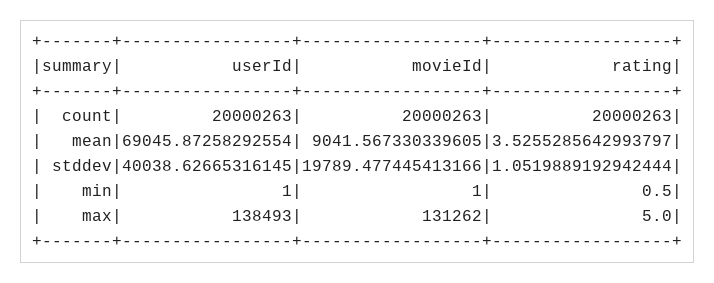 +-------+-----------------+------------------+------------------+
|summary|           userId|           movieId|            rating|
+-------+-----------------+------------------+------------------+
|  count|         20000263|          20000263|          20000263|
|   mean|69045.87258292554| 9041.567330339605|3.5255285642993797|
| stddev|40038.62665316145|19789.477445413166|1.0519889192942444|
|    min|                1|                 1|               0.5|
|    max|           138493|            131262|               5.0|
+-------+-----------------+------------------+------------------+